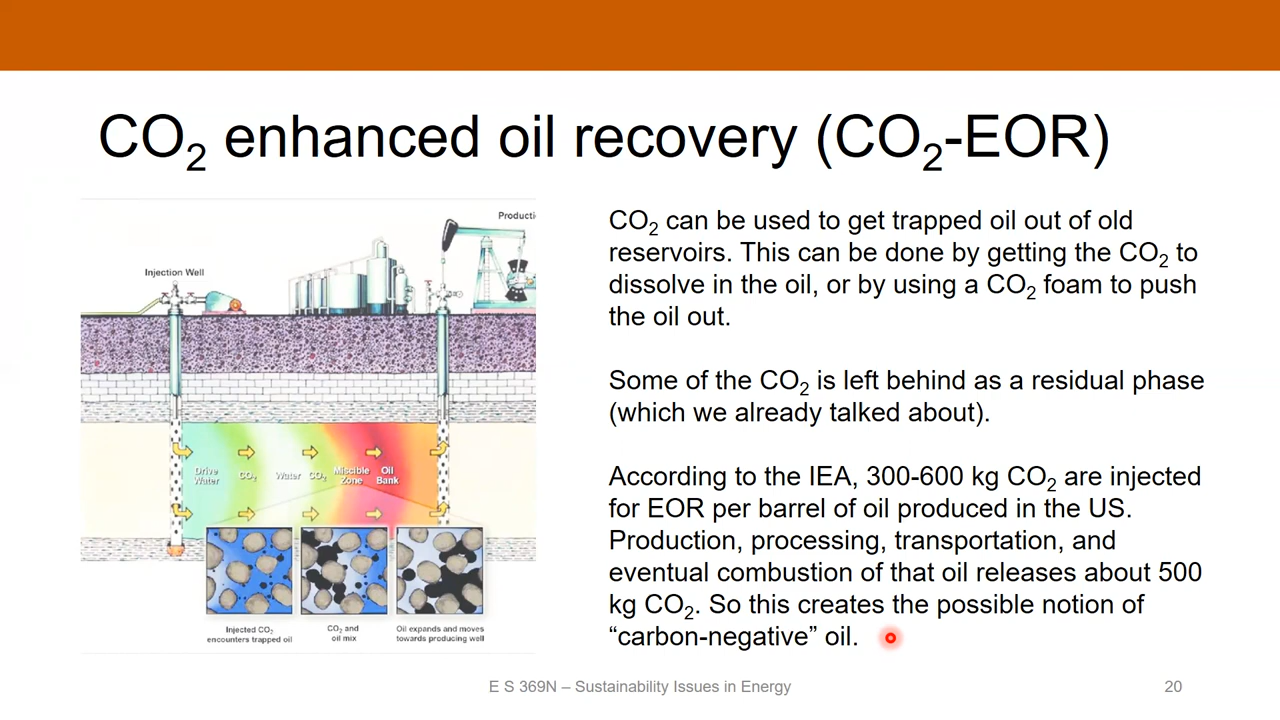 CO₂ enhanced oil recovery (CO₂-EOR)
Injection Well
Drive
Water
CO₂
Water
CO₂
Miscible
Zone
Oil
Bank
Injected CO₂
encounters trapped oil
CO₂ and
oil mix
Oil expands and moves
towards producing well
CO₂ can be used to get trapped oil out of old
reservoirs. This can be done by getting the CO₂ to
dissolve in the oil, or by using a CO₂ foam to push
the oil out.
Some of the CO₂ is left behind as a residual phase
(which we already talked about).
According to the IEA, 300-600 kg CO₂ are injected
for EOR per barrel of oil produced in the US.
Production, processing, transportation, and
eventual combustion of that oil releases about 500
kg CO₂. So this creates the possible notion of
“carbon-negative” oil.
E S 369N – Sustainability Issues in Energy
20